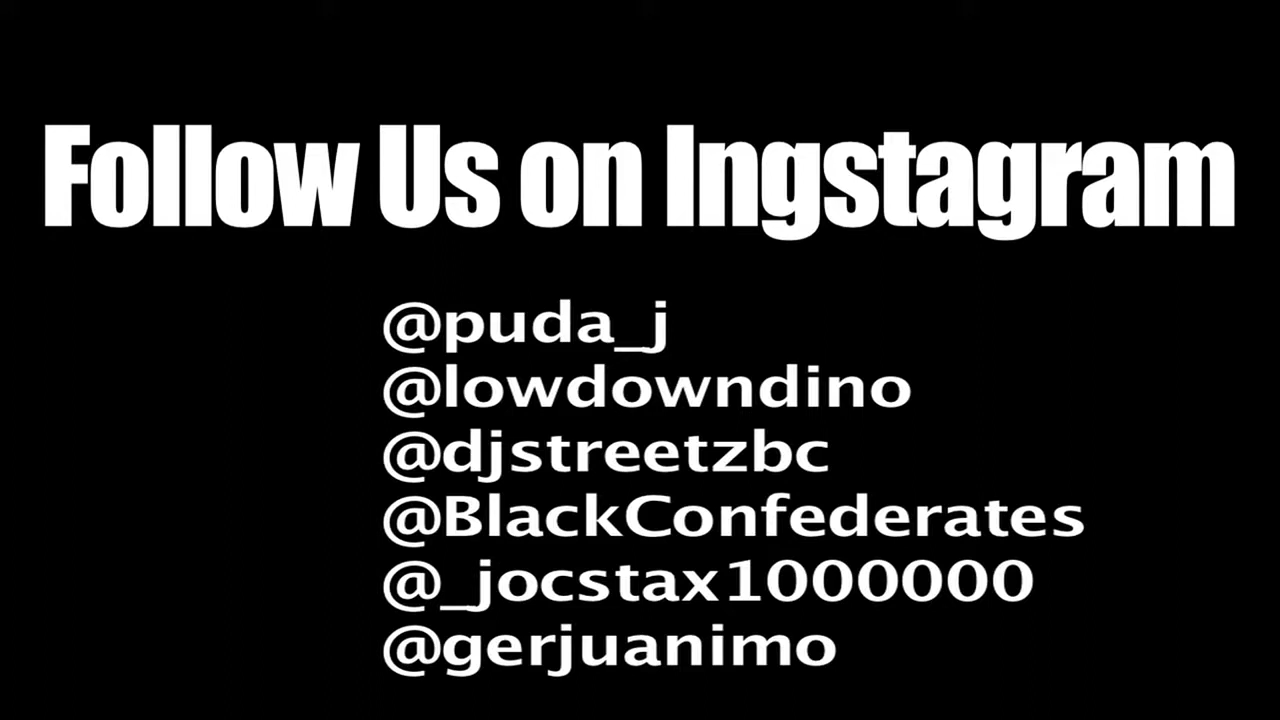 Follow Us on Ingstagram
@puda_j
@lowdowndino
@djstreetzbc
@BlackConfederates
@_jocstax1000000
@gerjuanimo